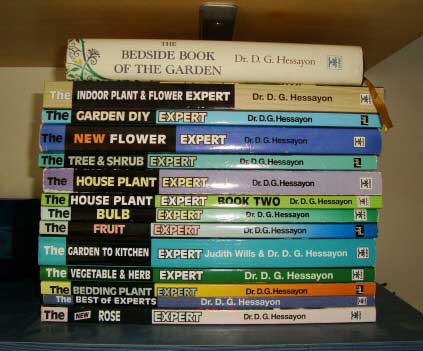 THE
BEDSIDE BOOK
OF THE GARDEN Dr. D. G. Hessayon
The INDOOR PLANT & FLOWER EXPERT Dr. D.G. Hessayon
The GARDEN DIY EXPERT Dr. D.G. Hessayon
The NEW FLOWER EXPERT Dr. D.G. Hessayon
The TREE & SHRUB EXPERT Dr. D.G. Hessayon
The HOUSE PLANT EXPERT Dr. D.G. Hessayon
The HOUSE PLANT EXPERT BOOK TWO Dr. D. G. Hessayon
The BULB EXPERT Dr. D. G. Hessayon
The FRUIT EXPERT Dr. D. G. Hessayon
The GARDEN TO KITCHEN EXPERT Judith Wills & Dr. D. G. Hessayon
The VEGETABLE & HERB EXPERT Dr. D. G. Hessayon
The BEDDING PLANT EXPERT Dr. D. G. Hessayon
The BEST OF EXPERTS Dr. D. G. Hessayon
The NEW ROSE EXPERT Dr. D.G. Hessayon